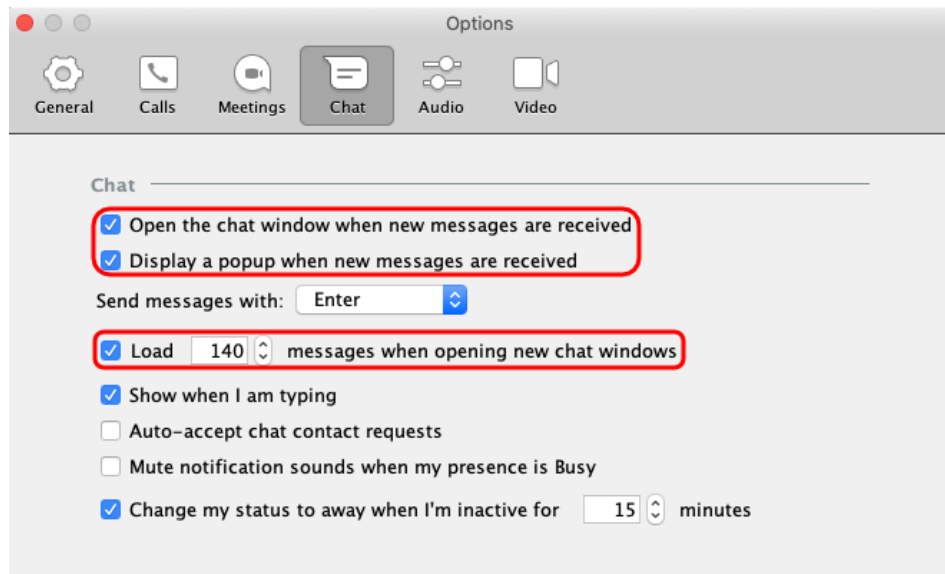 Options
General Calls Meetings Chat Audio Video
Chat
Open the chat window when new messages are received
Display a popup when new messages are received
Send messages with: Enter
Load 140 messages when opening new chat windows
Show when I am typing
Auto-accept chat contact requests
Mute notification sounds when my presence is Busy
Change my status to away when I'm inactive for 15 minutes